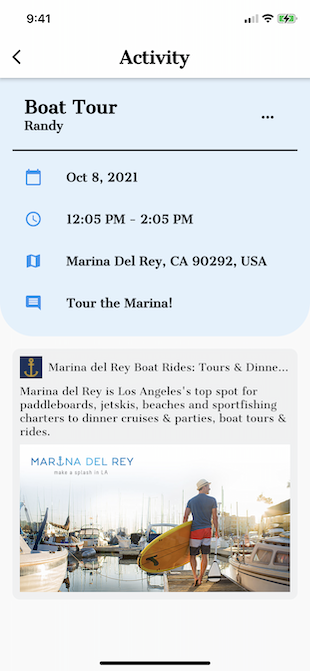 9:41
Activity
Boat Tour
Randy
Oct 8, 2021
12:05 PM - 2:05 PM
Marina Del Rey, CA 90292, USA
Tour the Marina!
Marina del Rey Boat Rides: Tours & Dinne...
Marina del Rey is Los Angeles's top spot for
paddleboards, jetskis, beaches and sportfishing
charters to dinner cruises & parties, boat tours &
rides.
MARINA DEL REY
make a splash in LA